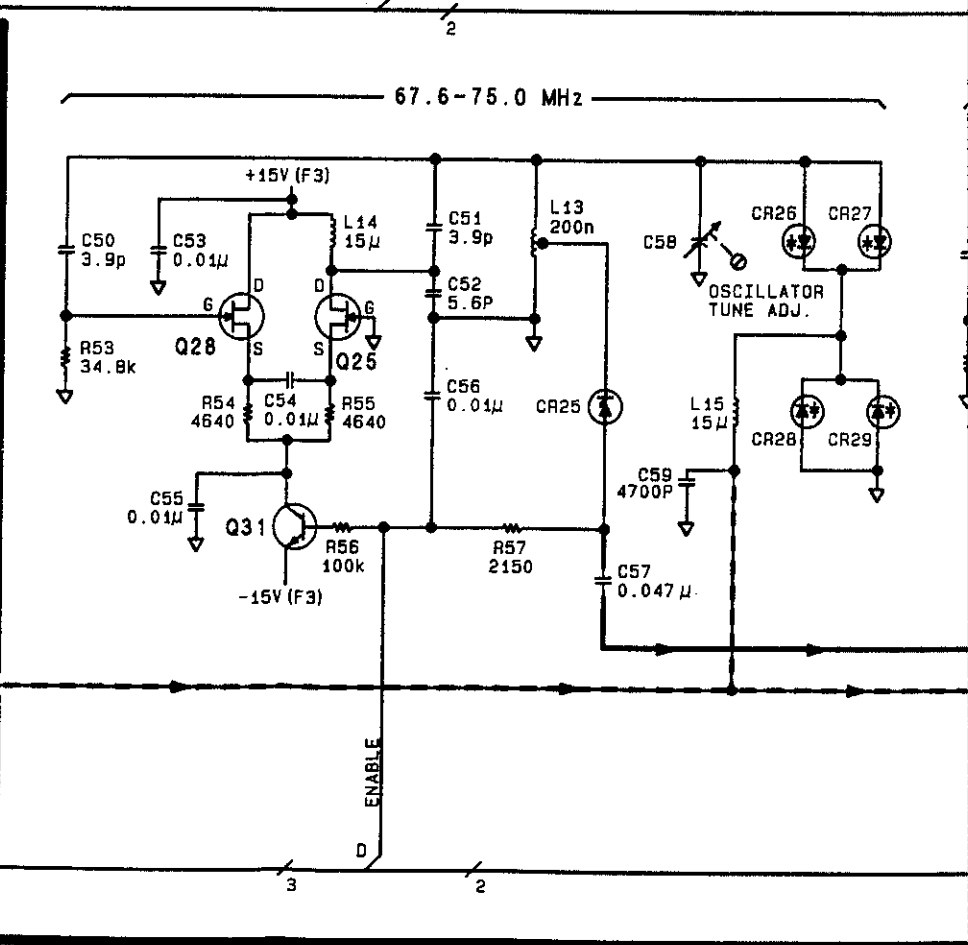 2
67.6-75.0 MHz
+15V (F3)
C50
3.9p
C53
0.01µ
L14
15µ
C51
3.9p
L13
200n
C58
CR26
CR27
C52
5.6P
OSCILLATOR
TUNE ADJ.
D
D
G
G
S
S
Q28
Q25
R53
34.8k
R54
4640
C54
0.01µ
R55
4640
C56
0.01µ
CR25
L15
15µ
CR28
CR29
C55
0.01µ
Q31
R56
100k
R57
2150
C59
4700P
-15V (F3)
C57
0.047µ
ENABLE
D
3
2